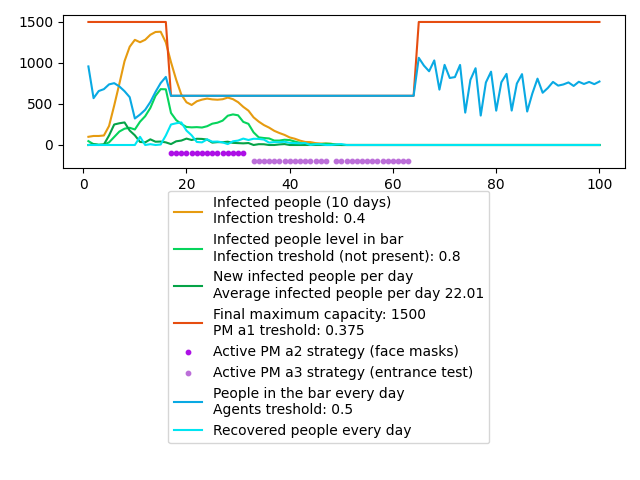 1500
1000
500
0
0 20 40 60 80 100
Infected people (10 days)
Infection treshold: 0.4
Infected people level in bar
Infection treshold (not present): 0.8
New infected people per day
Average infected people per day 22.01
Final maximum capacity: 1500
PM a1 treshold: 0.375
Active PM a2 strategy (face masks)
Active PM a3 strategy (entrance test)
People in the bar every day
Agents treshold: 0.5
Recovered people every day